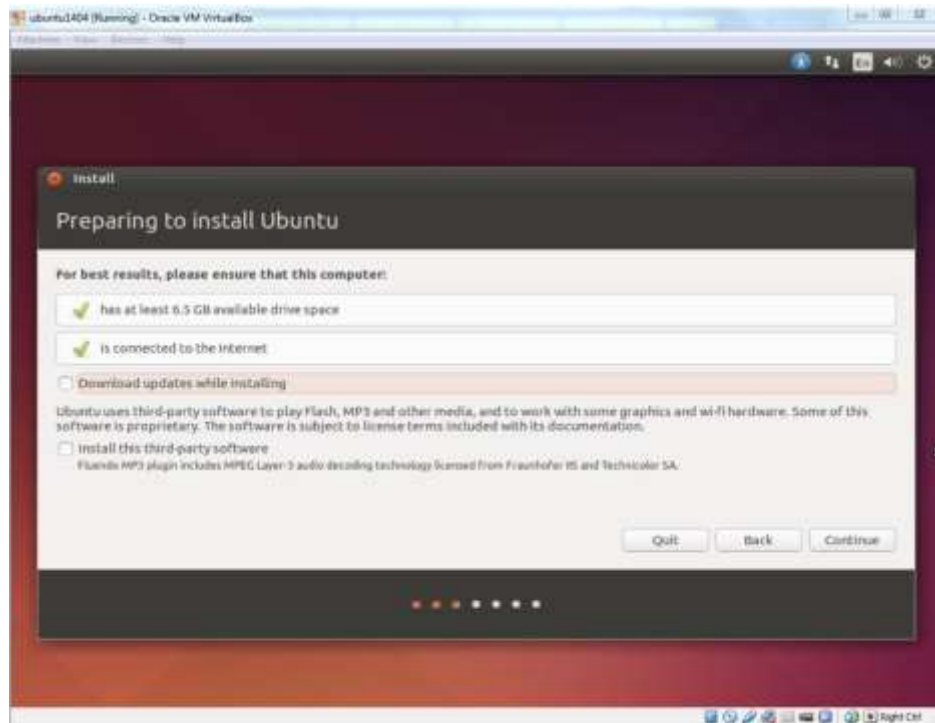 ubuntu1404 [Running] - Oracle VM VirtualBox
Machine View Devices Help
En
Install
Preparing to install Ubuntu
For best results, please ensure that this computer:
has at least 6.5 GB available drive space
is connected to the Internet
Download updates while installing
Ubuntu uses third-party software to play Flash, MP3 and other media, and to work with some graphics and wi-fi hardware. Some of this
software is proprietary. The software is subject to license terms included with its documentation.
Install this third-party software
Fluendo MP3 plugin includes MPEG Layer-3 audio decoding technology licensed from Fraunhofer IIS and Technicolor SA.
Quit Back Continue
Right Ctrl